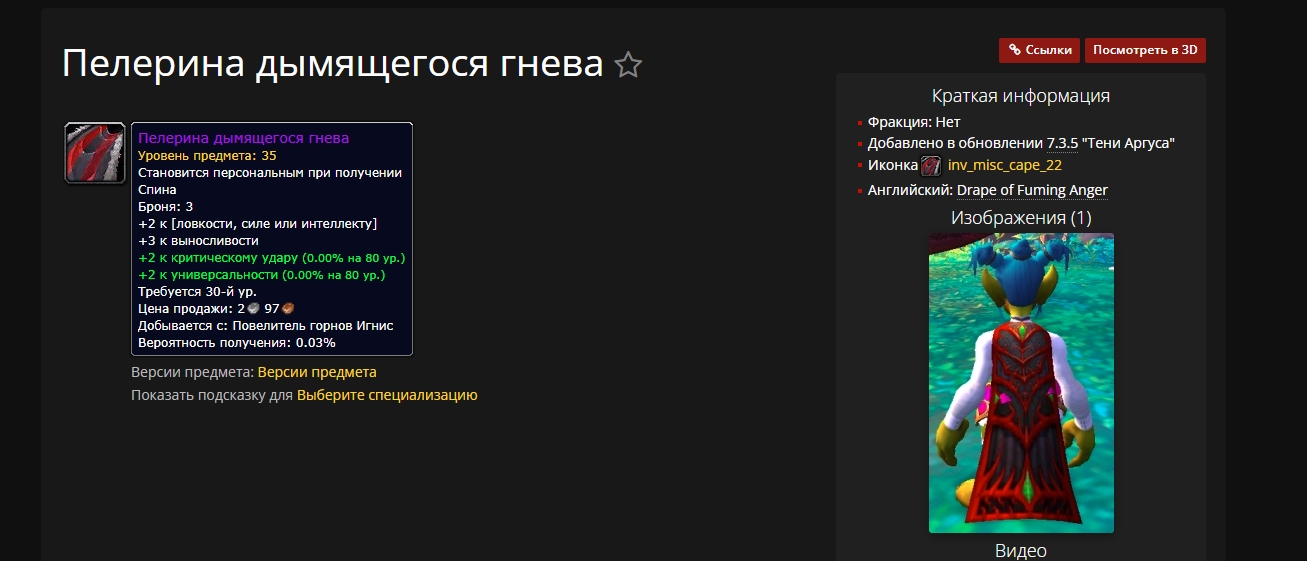 Пелерина дымящегося гнева
Ссылки
Посмотреть в 3D
Пелерина дымящегося гнева
Уровень предмета: 35
Становится персональным при получении
Спина
Броня: 3
+2 к [ловкости, силе или интеллекту]
+3 к выносливости
+2 к критическому удару (0.00% на 80 ур.)
+2 к универсальности (0.00% на 80 ур.)
Требуется 30-й ур.
Цена продажи: 2 97
Добывается с: Повелитель горнов Игнис
Вероятность получения: 0.03%
Версии предмета: Версии предмета
Показать подсказку для Выберите специализацию
Краткая информация
Фракция: Нет
Добавлено в обновлении 7.3.5 "Тени Аргуса"
Иконка inv_misc_cape_22
Английский: Drape of Fuming Anger
Изображения (1)
Видео